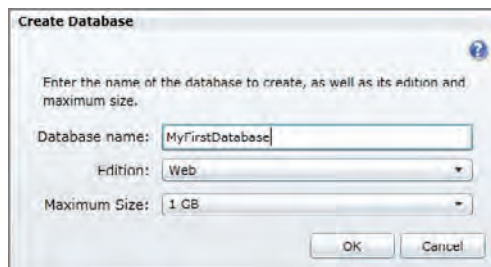 Create Database
?
Enter the name of the database to create, as well as its edition and
maximum size.
Database name: MyFirstDatabase
Edition: Web
Maximum Size: 1 GB
OK Cancel